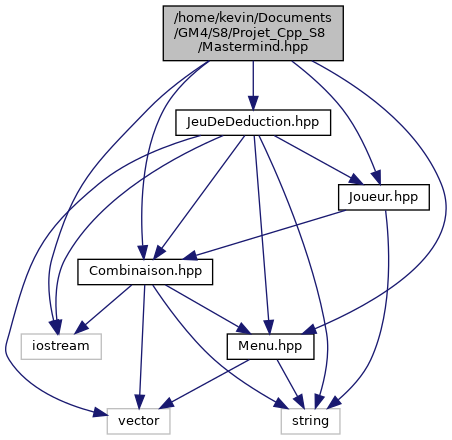 /home/kevin/Documents
/GM4/S8/Projet_Cpp_S8
/Mastermind.hpp
JeuDeDeduction.hpp
Joueur.hpp
Combinaison.hpp
iostream
Menu.hpp
vector
string